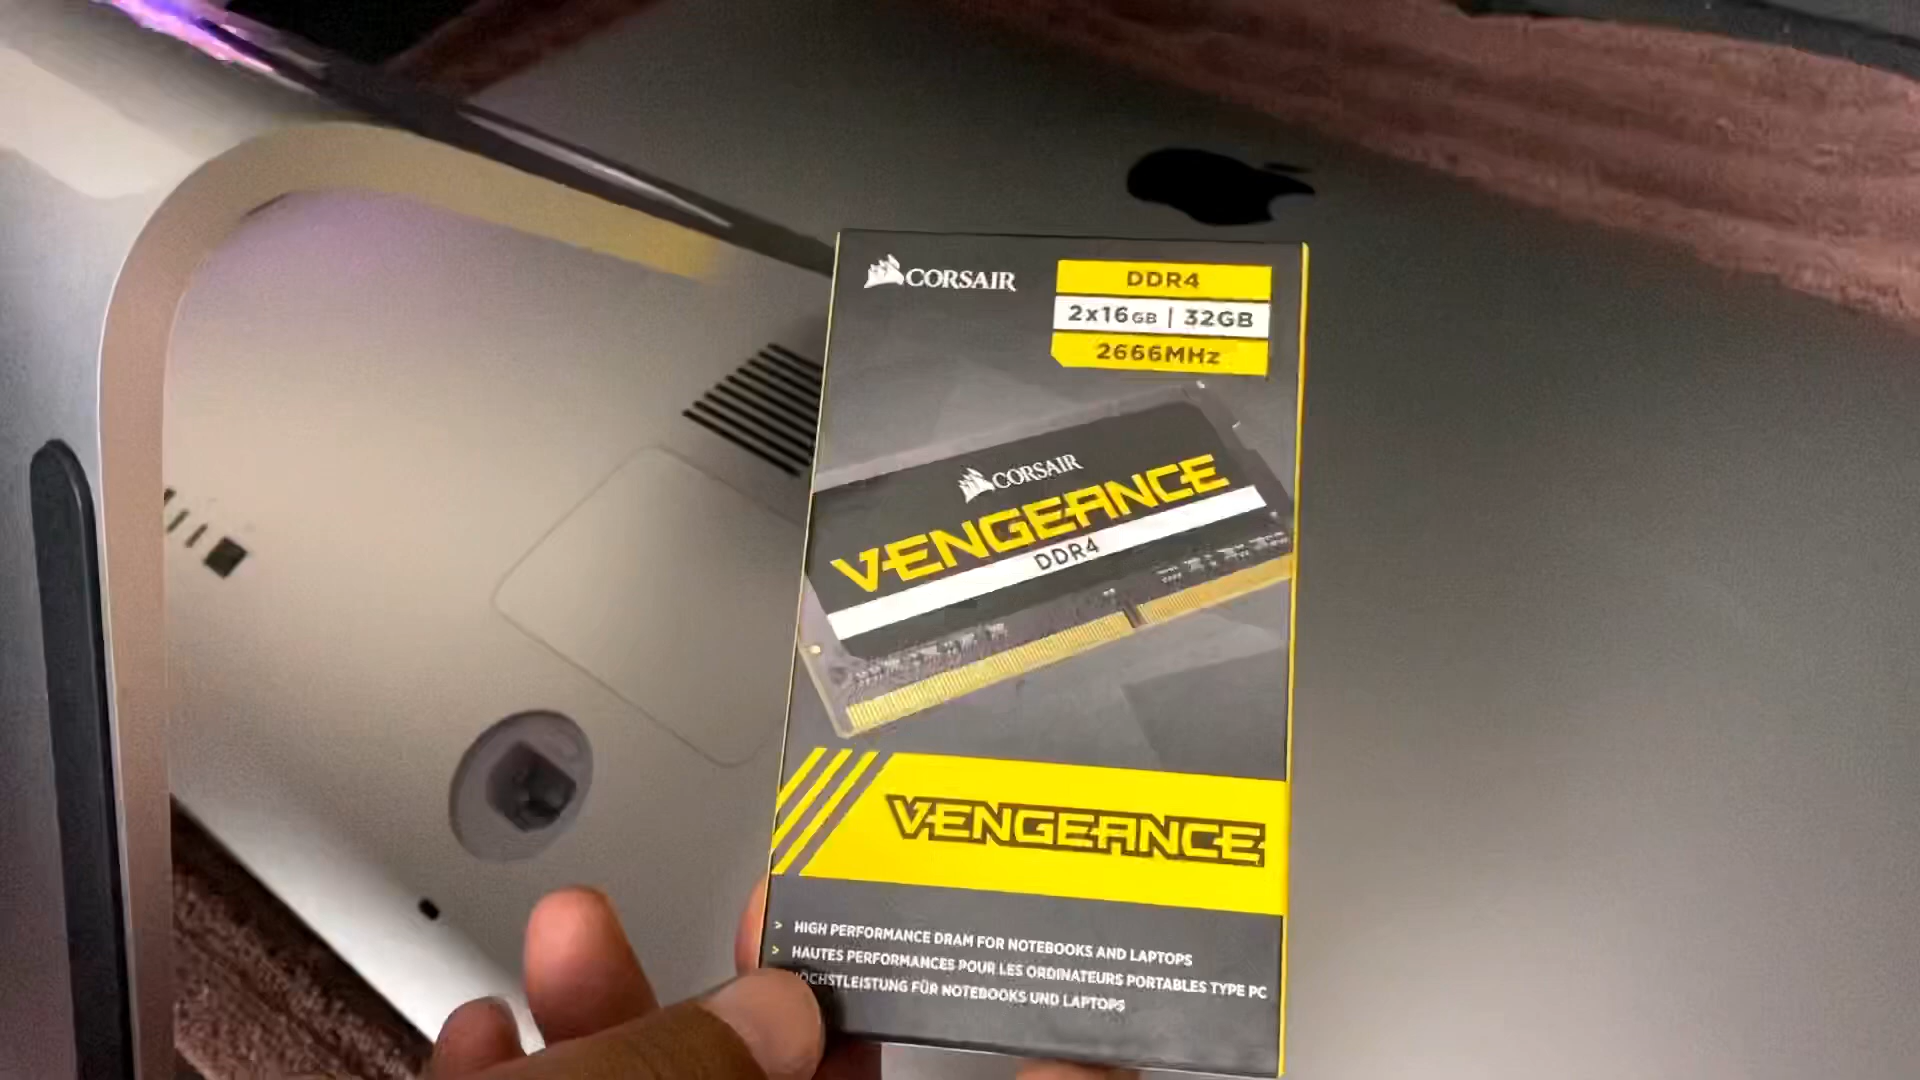 CORSAIR
DDR4
2x16GB | 32GB
2666MHz
CORSAIR
VENGEANCE
DDR4
VENGEANCE
> HIGH PERFORMANCE DRAM FOR NOTEBOOKS AND LAPTOPS
> HAUTES PERFORMANCES POUR LES ORDINATEURS PORTABLES TYPE PC
FÜR NOTEBOOKS UND LAPTOPS